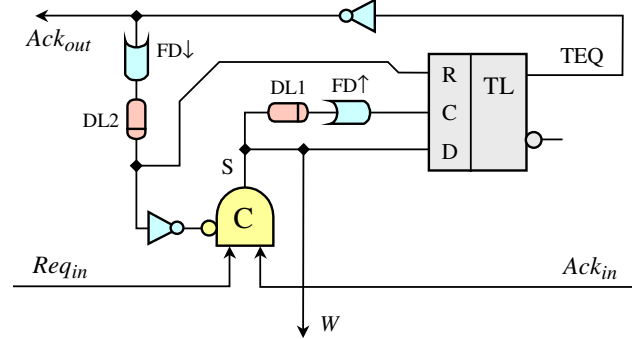 Ack_out
FD↓
TEQ
R TL
DL1 FD↑
DL2
C
D
S
C
Req_in
Ack_in
W